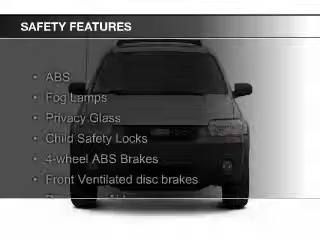 SAFETY FEATURES
• ABS
• Fog Lamps
• Privacy Glass
• Child Safety Locks
• 4-wheel ABS Brakes
• Front Ventilated disc brakes